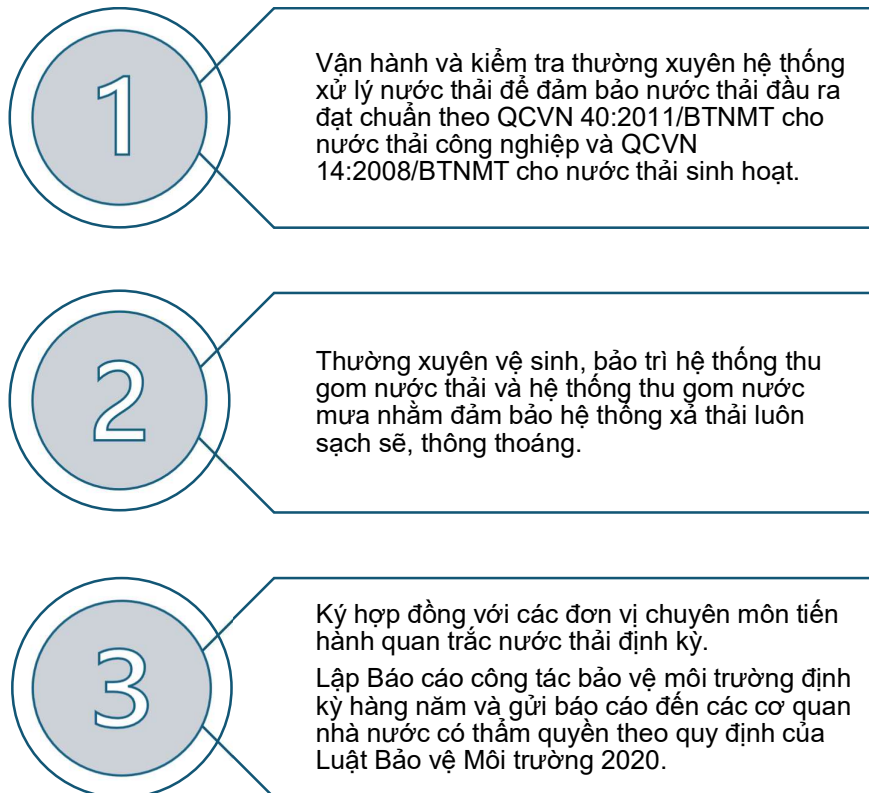 1
Vận hành và kiểm tra thường xuyên hệ thống
xử lý nước thải để đảm bảo nước thải đầu ra
đạt chuẩn theo QCVN 40:2011/BTNMT cho
nước thải công nghiệp và QCVN
14:2008/BTNMT cho nước thải sinh hoạt.
2
Thường xuyên vệ sinh, bảo trì hệ thống thu
gom nước thải và hệ thống thu gom nước
mưa nhằm đảm bảo hệ thống xả thải luôn
sạch sẽ, thông thoáng.
3
Ký hợp đồng với các đơn vị chuyên môn tiến
hành quan trắc nước thải định kỳ.
Lập Báo cáo công tác bảo vệ môi trường định
kỳ hàng năm và gửi báo cáo đến các cơ quan
nhà nước có thẩm quyền theo quy định của
Luật Bảo vệ Môi trường 2020.